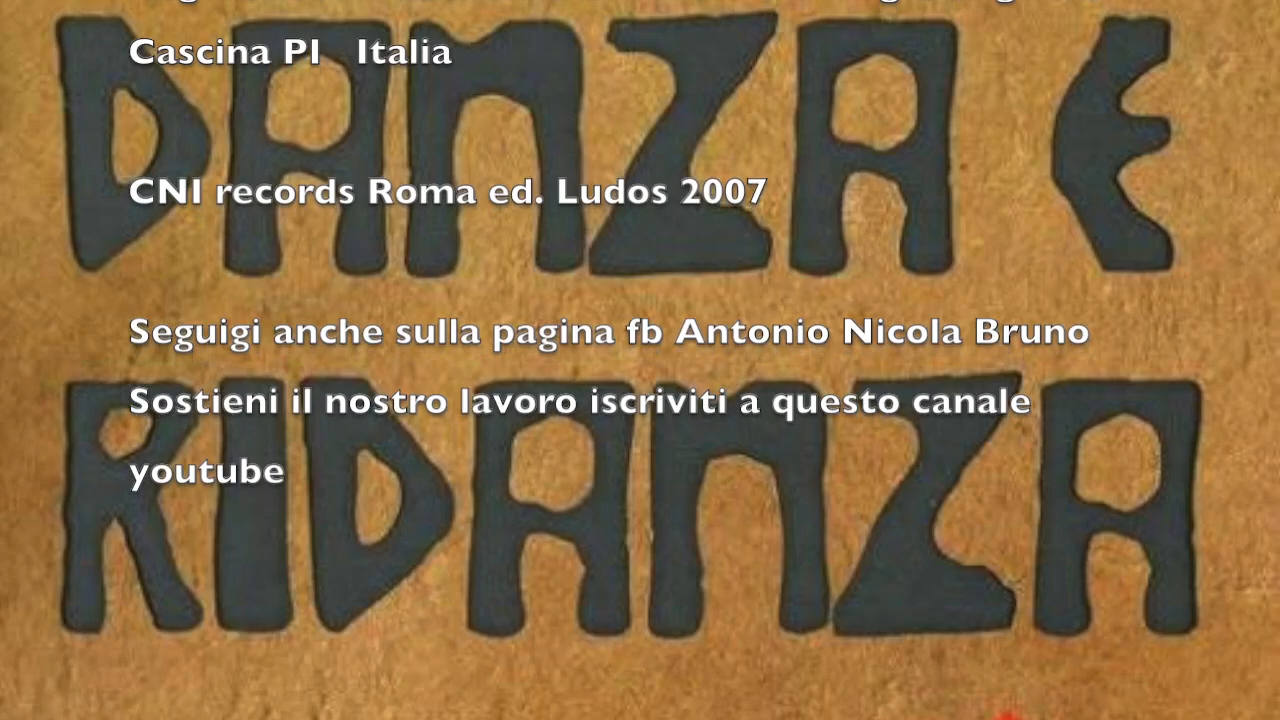 DANZA E
Cascina PI Italia
CNI records Roma ed. Ludos 2007
Seguigi anche sulla pagina fb Antonio Nicola Bruno
RIDANZA
Sostieni il nostro lavoro iscriviti a questo canale
youtube